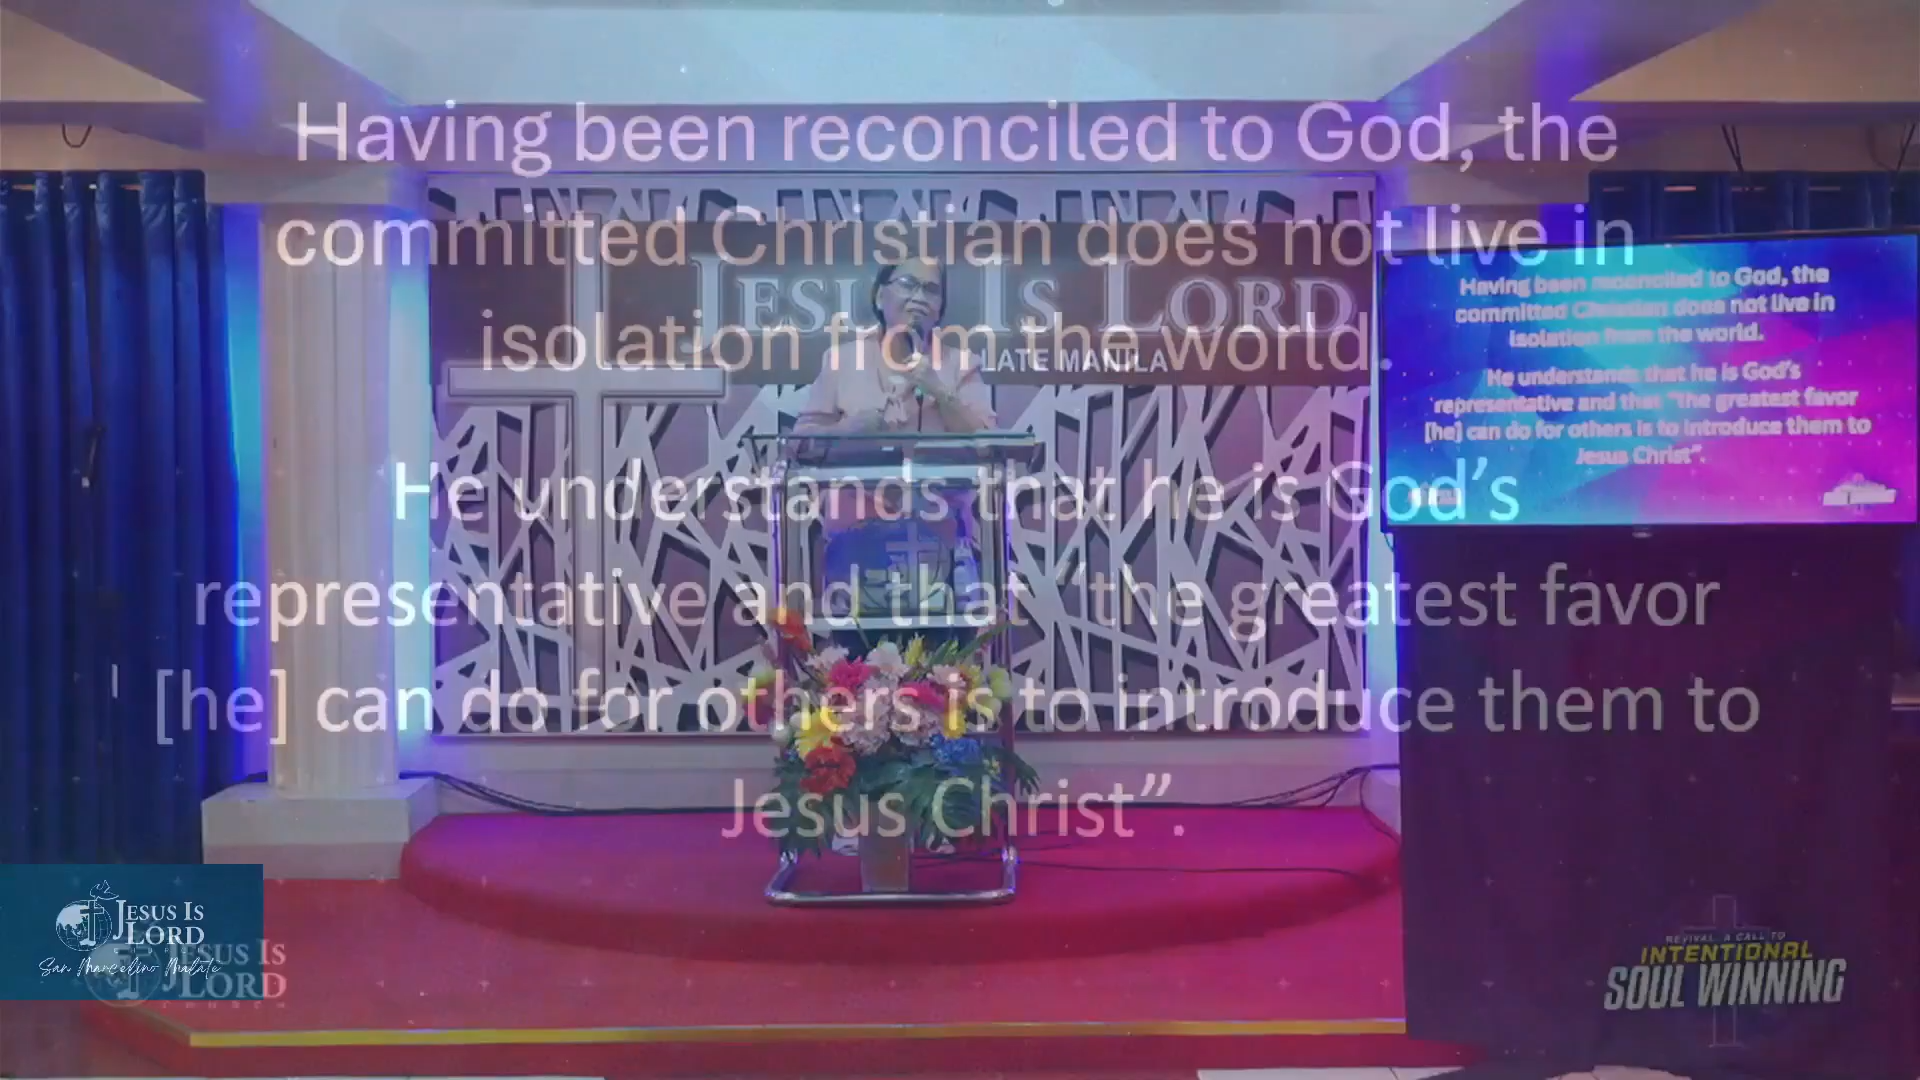 Having been reconciled to God, the
committed Christian does not live in
isolation from the world.
He understands that he is God's
representative and that "the greatest favor
[he] can do for others is to introduce them to
Jesus Christ".
JESUS IS LORD
LATE MANILA
Having been reconciled to God, the
committed Christian does not live in
isolation from the world.
He understands that he is God's
representative and that "the greatest favor
[he] can do for others is to introduce them to
Jesus Christ".
JESUS IS
LORD
San Marcelino Malate
JESUS IS
LORD
CHURCH
REVIVAL: A CALL TO
INTENTIONAL
SOUL WINNING